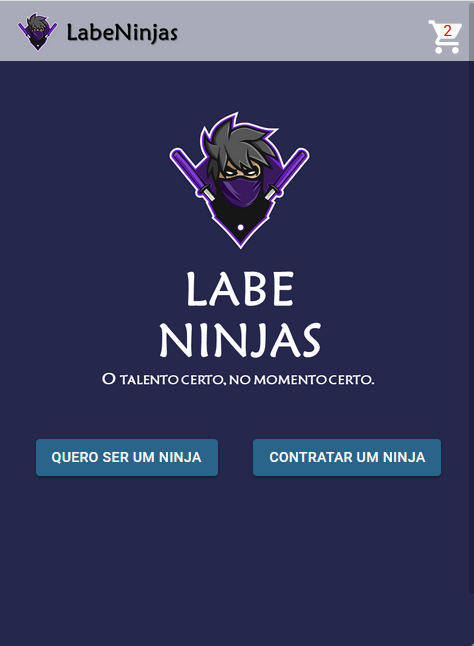 LabeNinjas
2
LABE
NINJAS
O TALENTO CERTO, NO MOMENTO CERTO.
QUERO SER UM NINJA
CONTRATAR UM NINJA